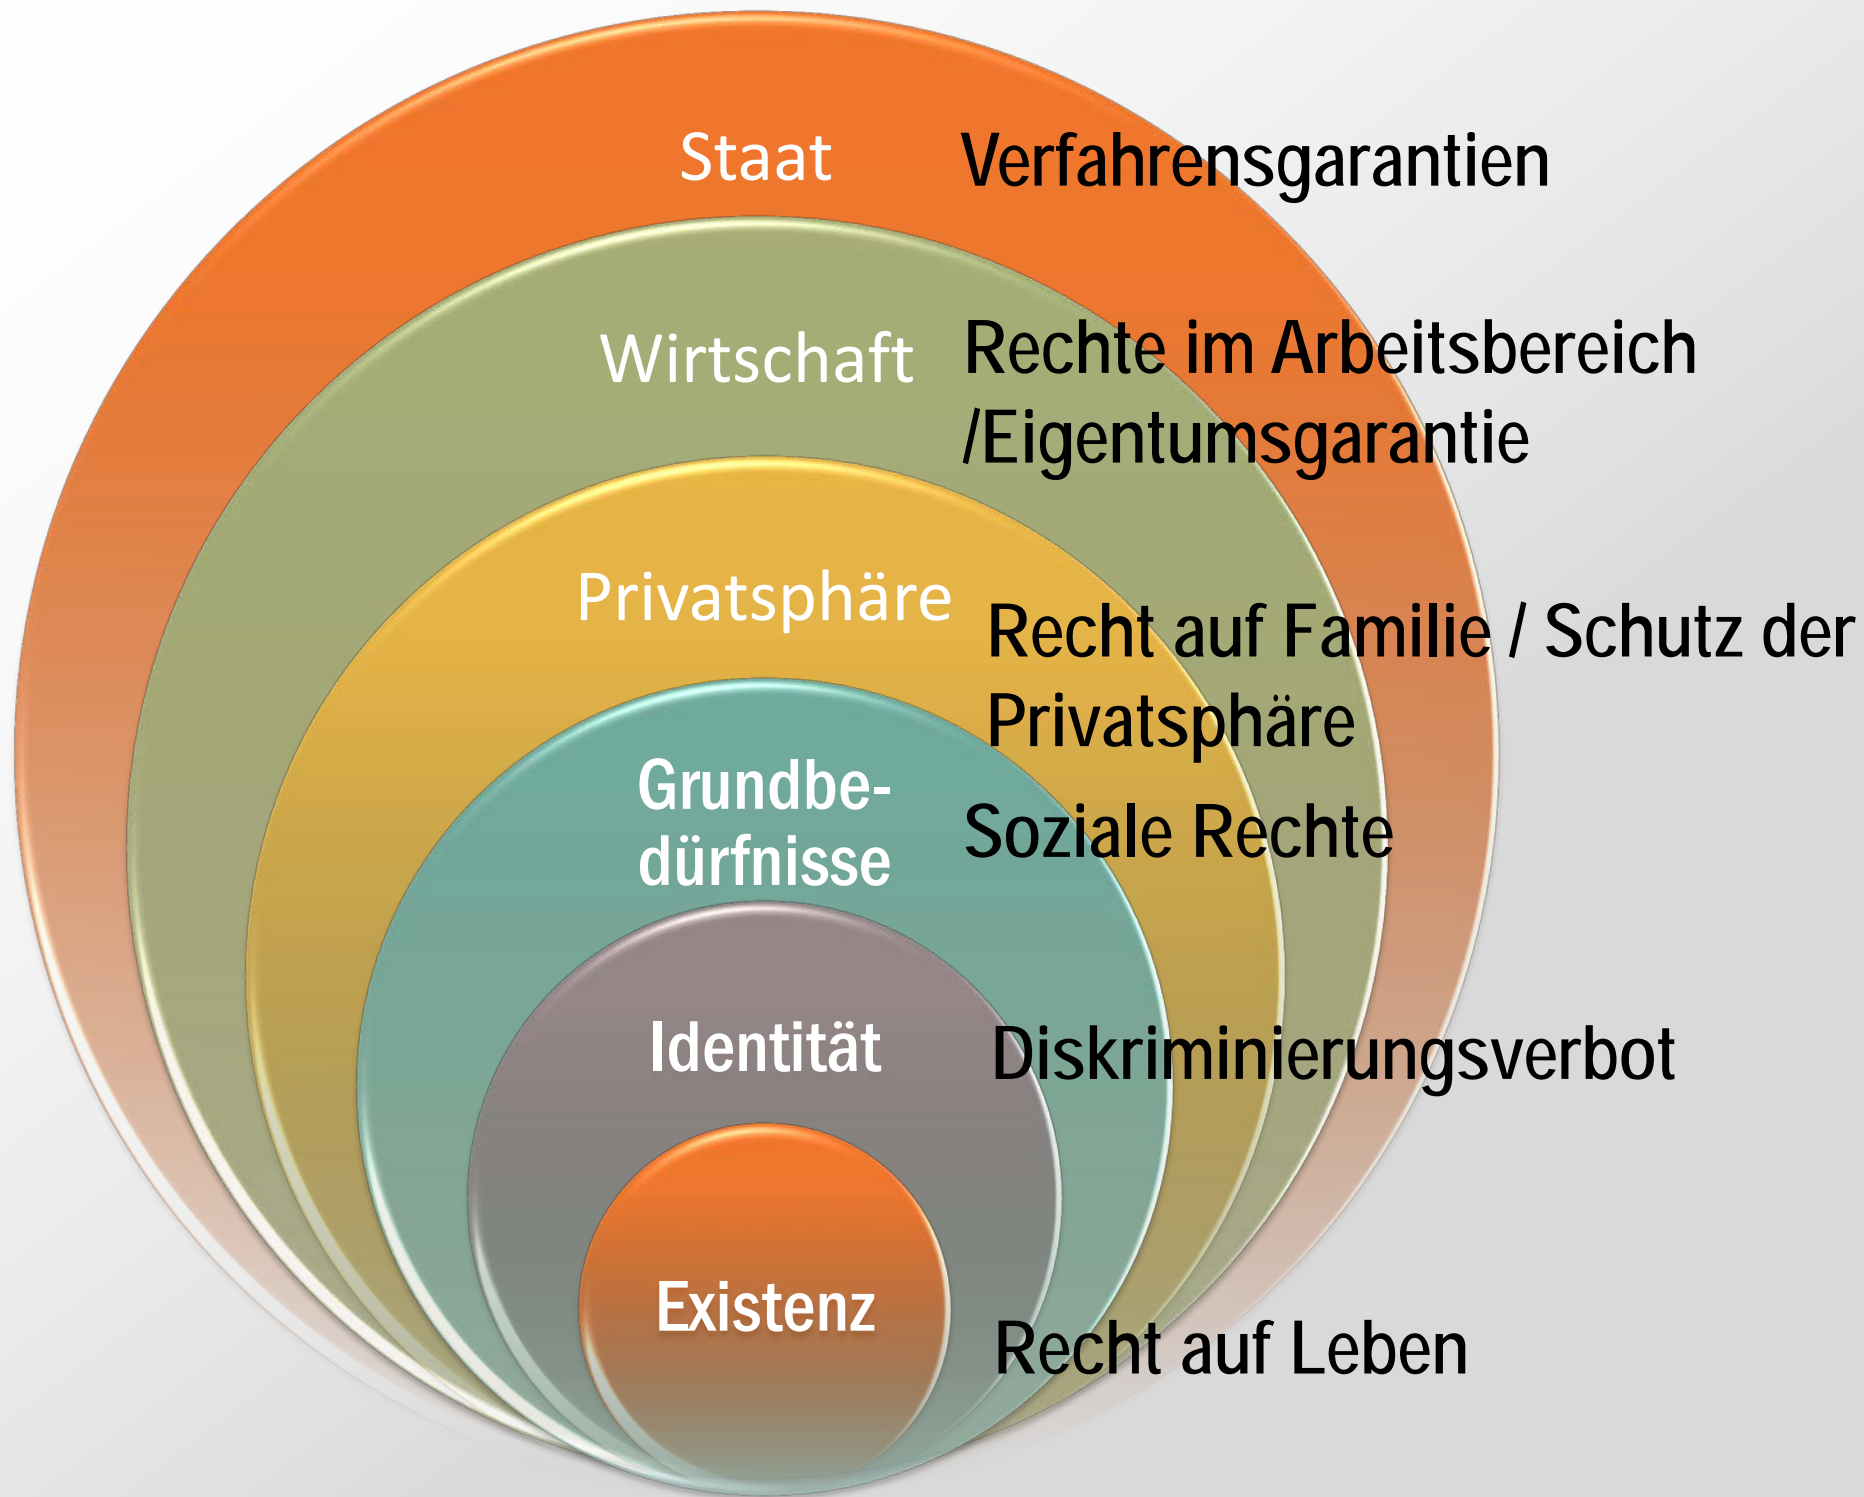 Staat
Verfahrensgarantien
Wirtschaft
Rechte im Arbeitsbereich
/Eigentumsgarantie
Privatsphäre
Recht auf Familie / Schutz der
Privatsphäre
Grundbe-
dürfnisse
Soziale Rechte
Identität
Diskriminierungsverbot
Existenz
Recht auf Leben